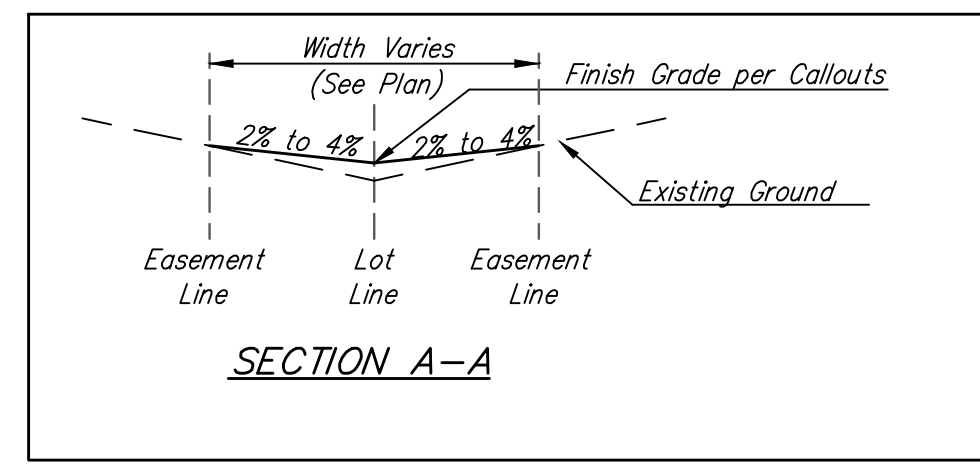 Width Varies
(See Plan)
Finish Grade per Callouts
2% to 4%
2% to 4%
Existing Ground
Easement
Line
Lot
Line
Easement
Line
SECTION A-A